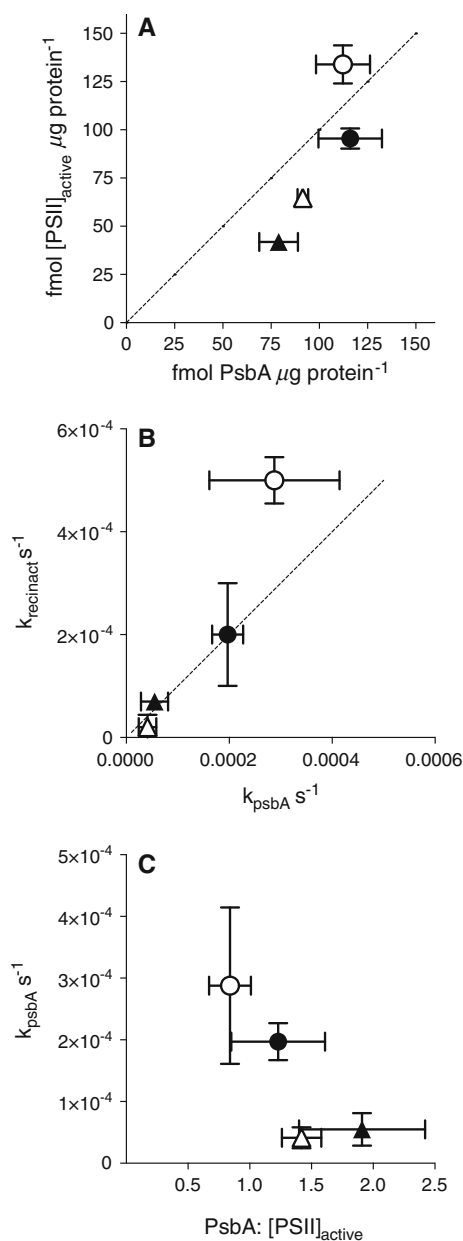 A
150
125
100
75
50
25
0
fmol [PSII]active µg protein-1
0 25 50 75 100 125 150
fmol PsbA µg protein-1
B
6×10-4
4×10-4
2×10-4
0
krecinact s-1
0.0000 0.0002 0.0004 0.0006
kpsbA s-1
C
5×10-4
4×10-4
3×10-4
2×10-4
1×10-4
0
kpsbA s-1
0.5 1.0 1.5 2.0 2.5
PsbA: [PSII]active